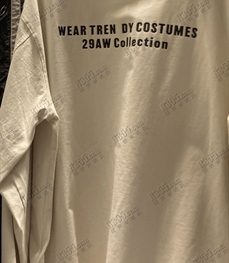 WEAR TREN DY COSTUMES
29AW Collection